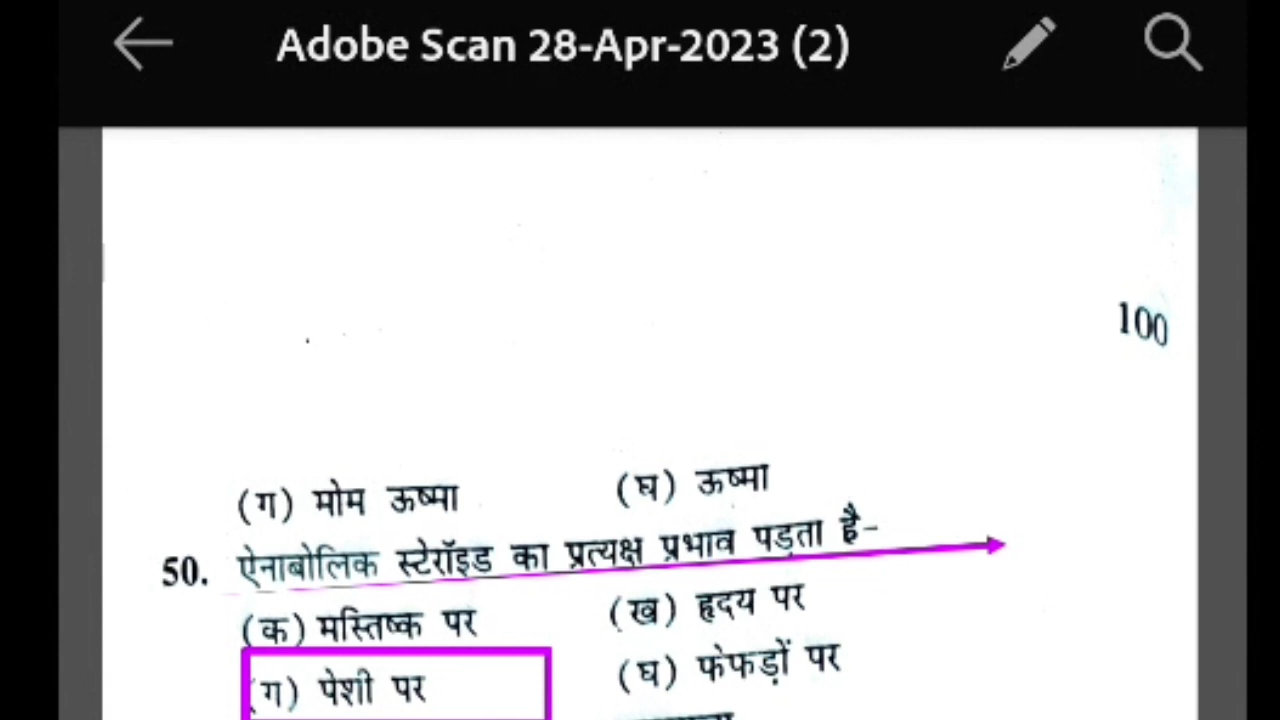 Adobe Scan 28-Apr-2023 (2)
100
(ग) मोम ऊष्मा (घ) ऊष्मा
50. ऐनाबोलिक स्टेरॉइड का प्रत्यक्ष प्रभाव पड़ता है-
(क) मस्तिष्क पर (ख) हृदय पर
(ग) पेशी पर (घ) फेफड़ों पर